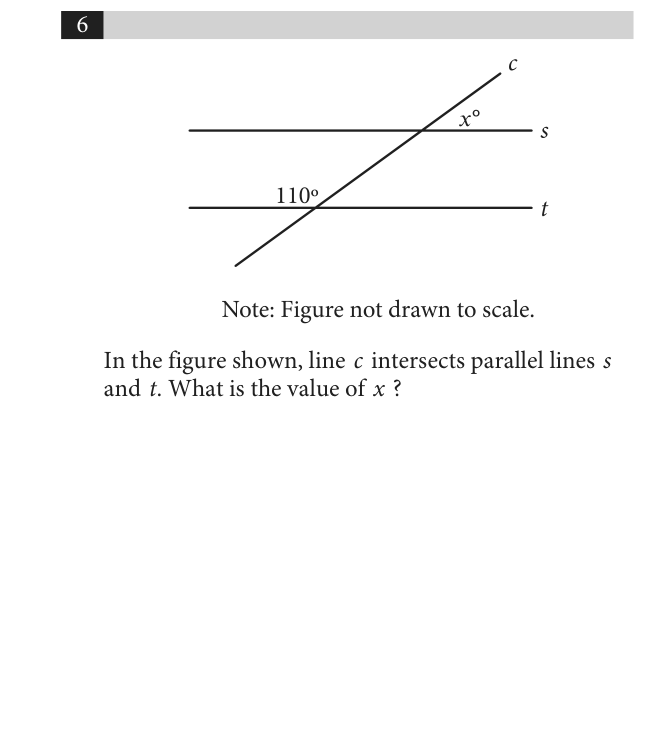 6
c
x°
s
110°
t
Note: Figure not drawn to scale.
In the figure shown, line c intersects parallel lines s
and t. What is the value of x ?